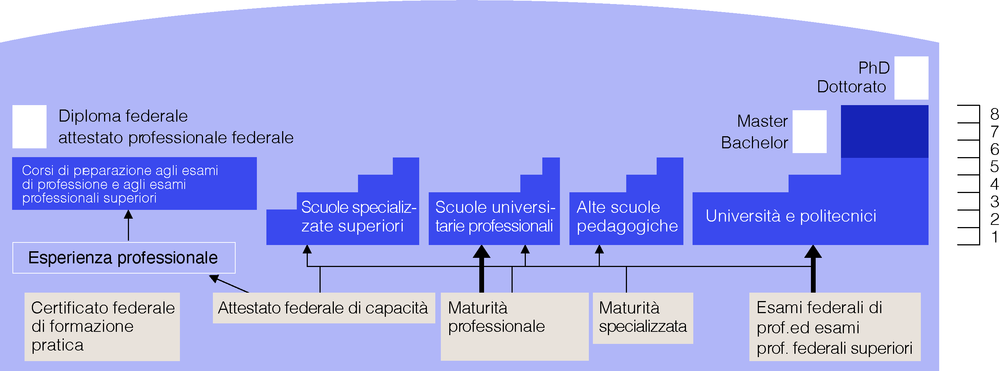 PhD
Dottorato
Diploma federale
attestato professionale federale
Master
Bachelor
8
7
6
5
4
3
2
1
Corsi di preparazione agli esami
di professione e agli esami
professionali superiori
Scuole specializ-
zate superiori
Scuole universi-
tarie professionali
Alte scuole
pedagogiche
Università e politecnici
Esperienza professionale
Certificato federale
di formazione
pratica
Attestato federale di capacità
Maturità
professionale
Maturità
specializzata
Esami federali di
prof.ed esami
prof. federali superiori